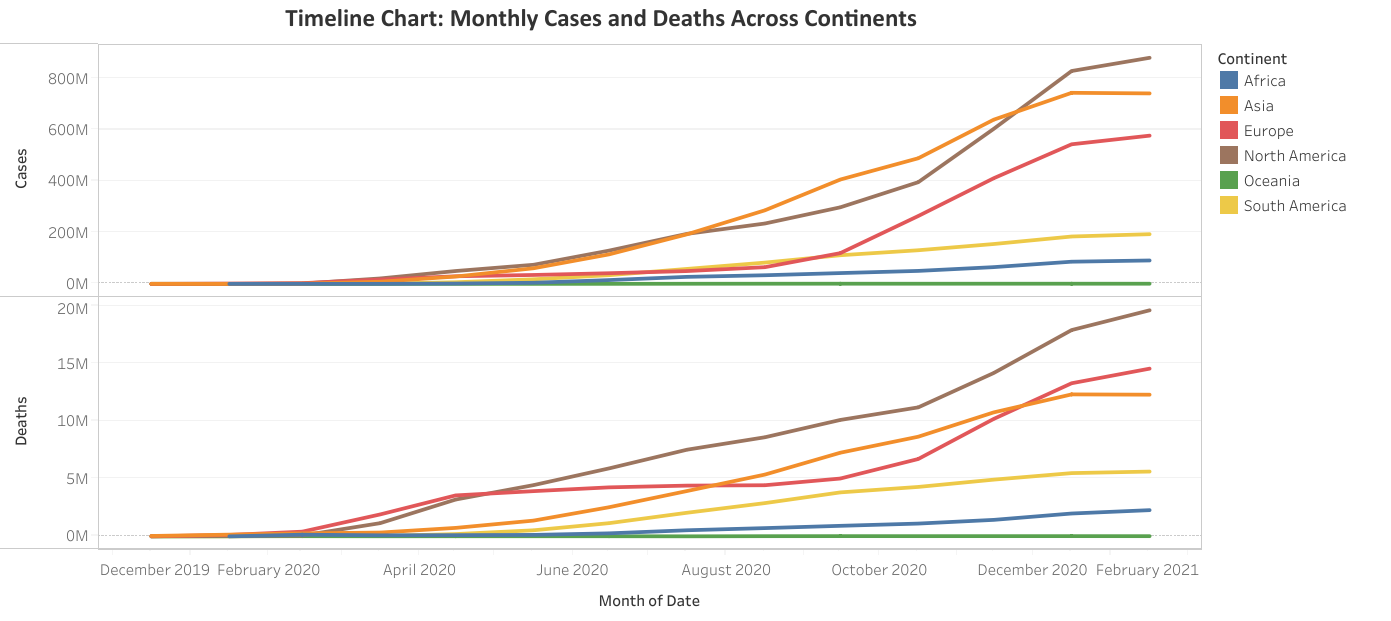 Timeline Chart: Monthly Cases and Deaths Across Continents
Continent
Africa
Asia
Europe
North America
Oceania
South America
Cases
800M
600M
400M
200M
0M
Deaths
20M
15M
10M
5M
0M
December 2019 February 2020 April 2020 June 2020 August 2020 October 2020 December 2020 February 2021
Month of Date